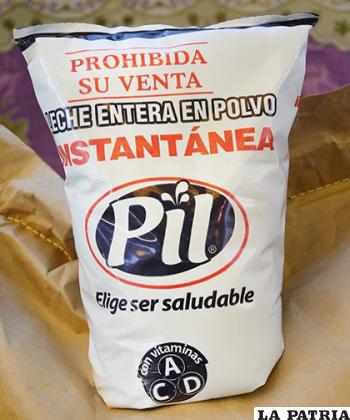 PROHIBIDA
SU VENTA
LECHE ENTERA EN POLVO
INSTANTÁNEA
Pil®
Elige ser saludable
con vitaminas
A
C D
LA PATRIA